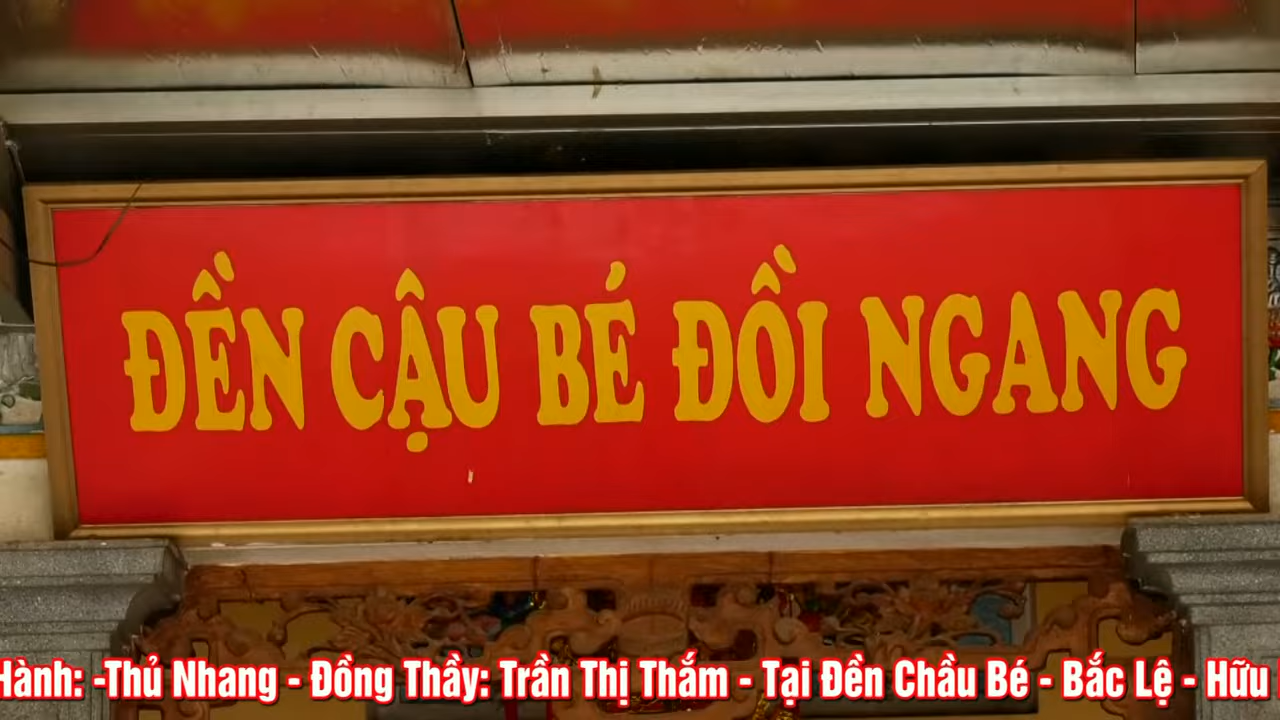 ĐỀN CẬU BÉ ĐỒI NGANG
Hành: -Thủ Nhang - Đồng Thầy: Trần Thị Thắm - Tại Đền Chầu Bé - Bắc Lệ - Hữu